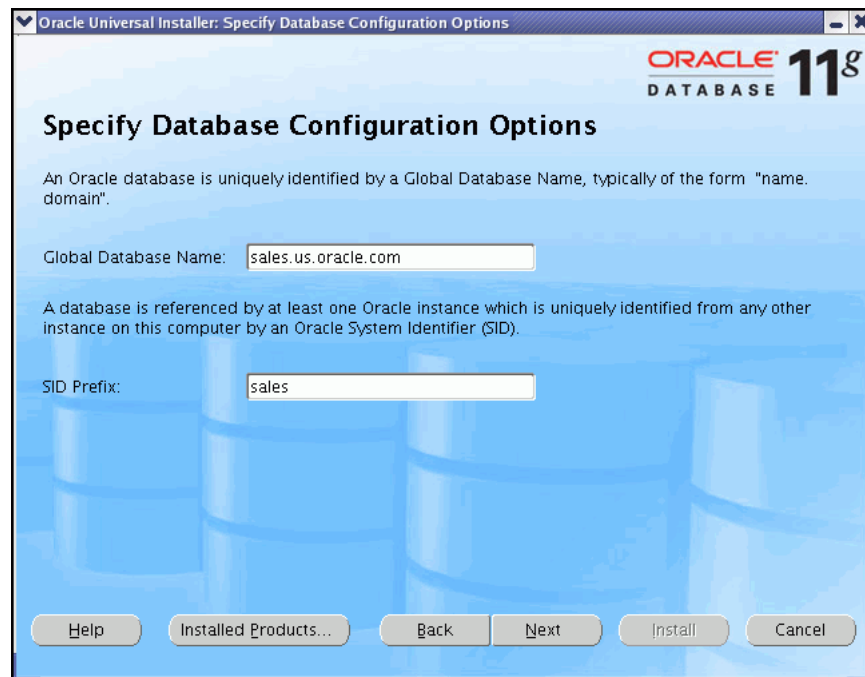 Oracle Universal Installer: Specify Database Configuration Options
ORACLE
DATABASE
11g
Specify Database Configuration Options
An Oracle database is uniquely identified by a Global Database Name, typically of the form "name.
domain".
Global Database Name: sales.us.oracle.com
A database is referenced by at least one Oracle instance which is uniquely identified from any other
instance on this computer by an Oracle System Identifier (SID).
SID Prefix: sales
Help Installed Products... Back Next Install Cancel